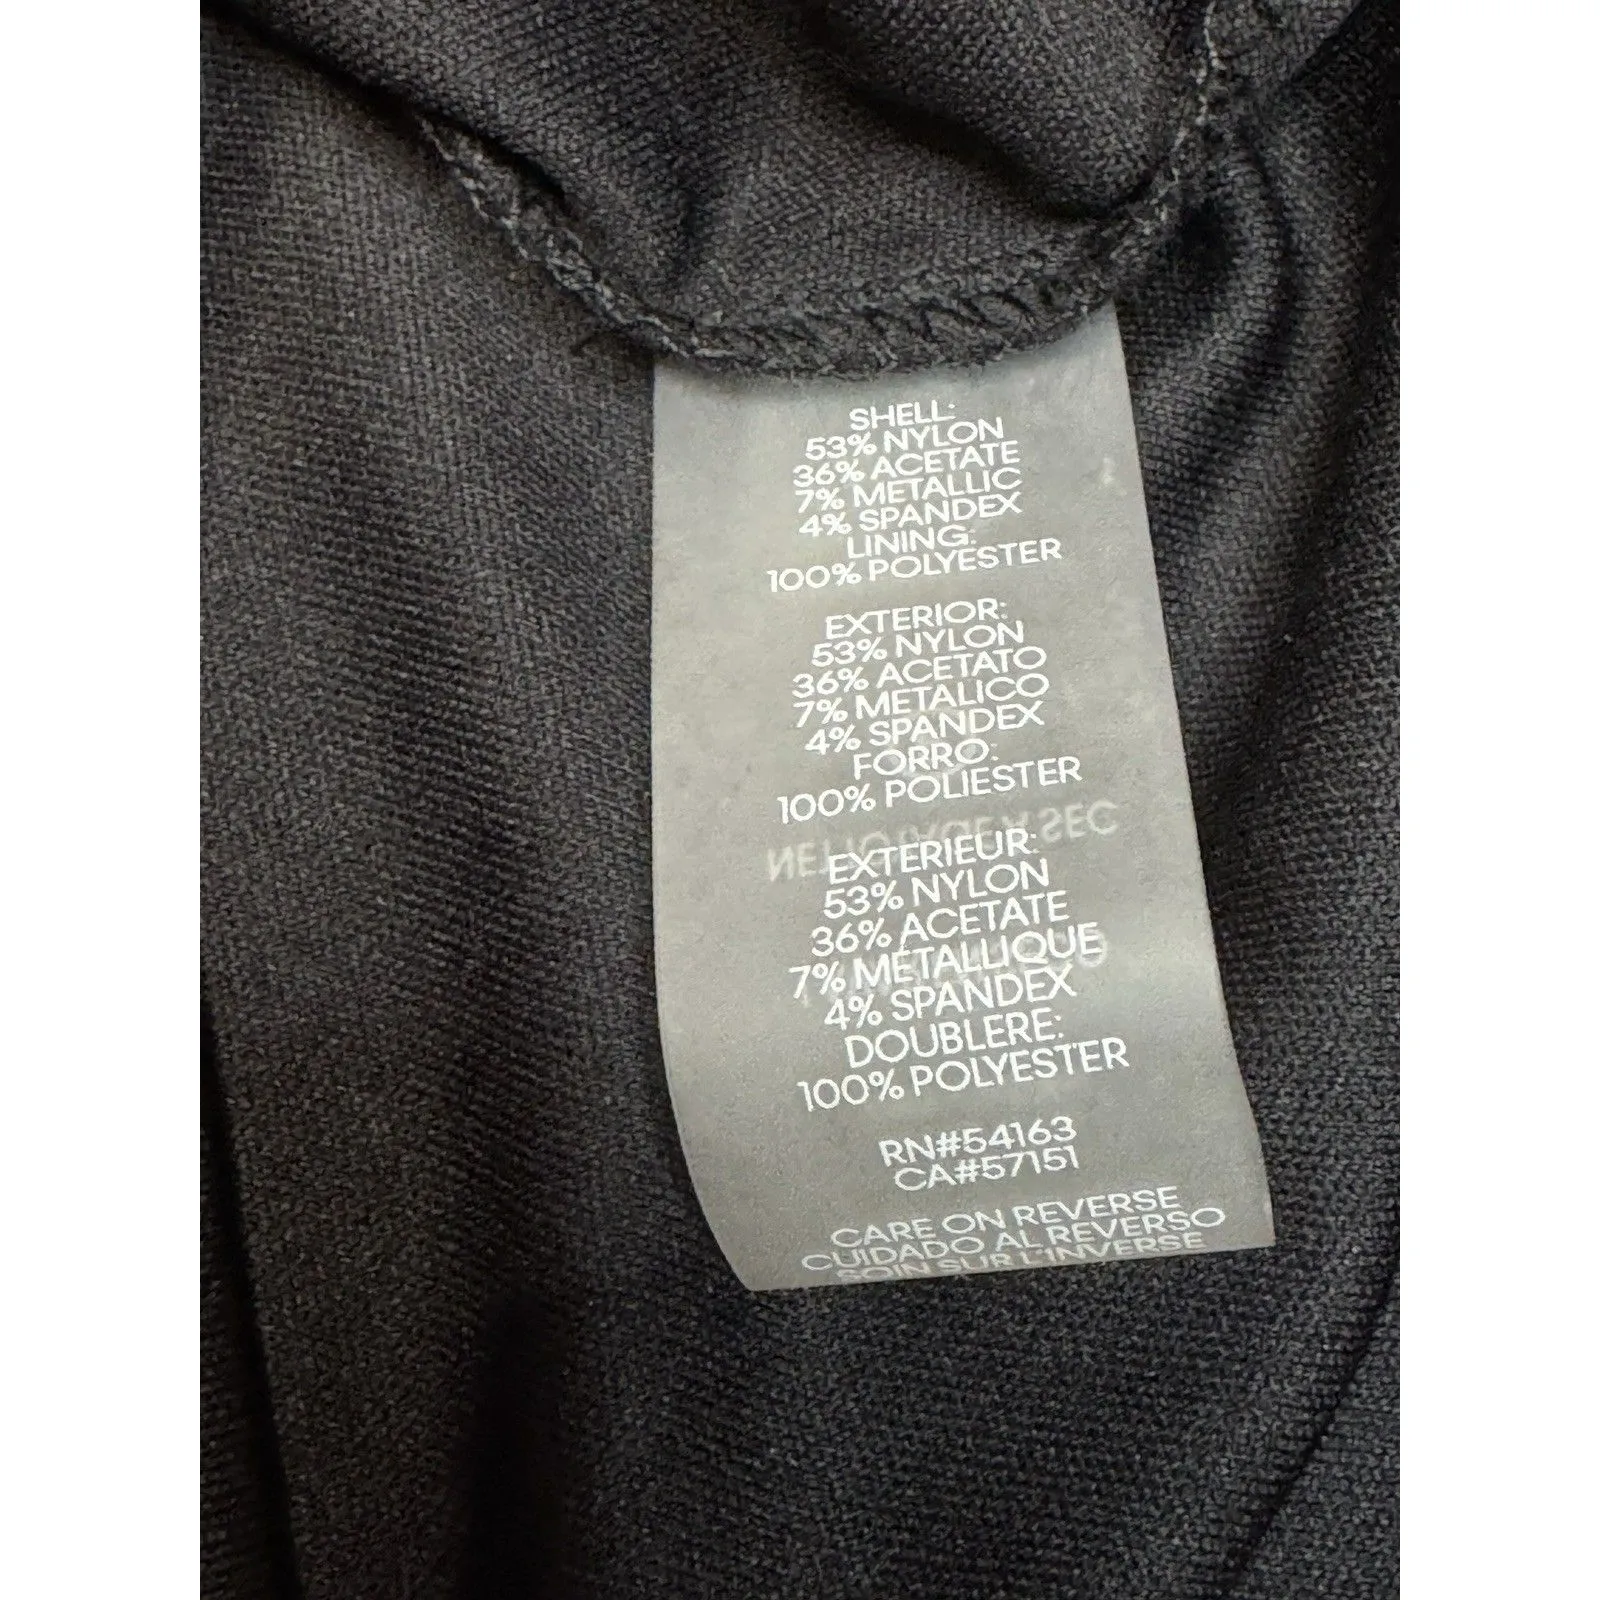 SHELL:
53% NYLON
36% ACETATE
7% METALLIC
4% SPANDEX
LINING:
100% POLYESTER
EXTERIOR:
53% NYLON
36% ACETATO
7% METALICO
4% SPANDEX
FORRO:
100% POLIESTER
EXTERIEUR:
53% NYLON
36% ACETATE
7% METALLIQUE
4% SPANDEX
DOUBLERE:
100% POLYESTER
RN#54163
CA#57151
CARE ON REVERSE
CUIDADO AL REVERSO
SOIN SUR L'INVERSE